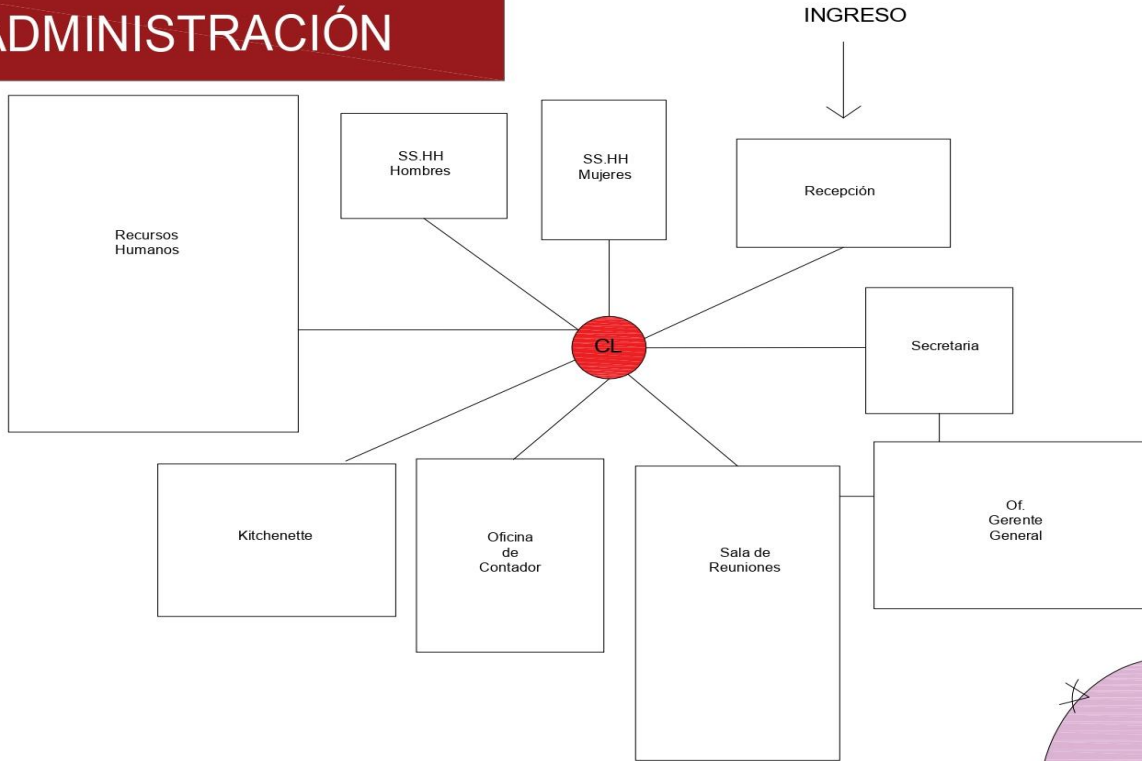 ADMINISTRACIÓN
INGRESO
SS.HH
Hombres
SS.HH
Mujeres
Recepción
Recursos
Humanos
CL
Secretaria
Kitchenette
Oficina
de
Contador
Sala de
Reuniones
Of.
Gerente
General